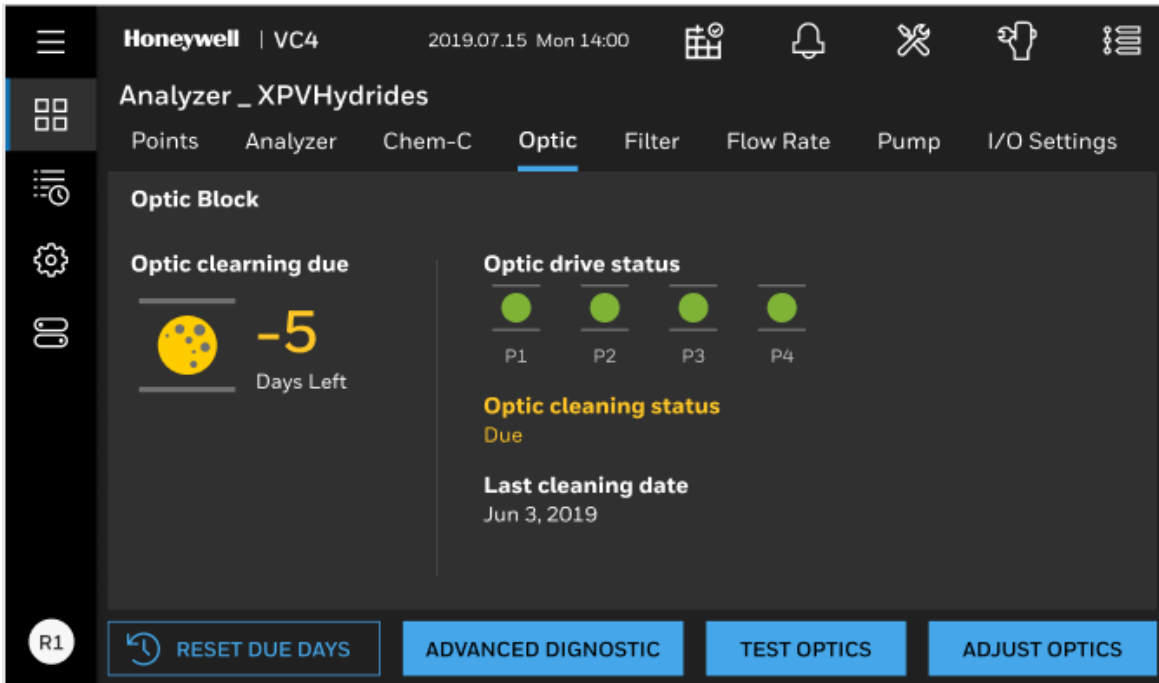 Honeywell | VC4 2019.07.15 Mon 14:00
Analyzer _ XPVHydrides
Points Analyzer Chem-C Optic Filter Flow Rate Pump I/O Settings
Optic Block
Optic clearning due
-5
Days Left
Optic drive status
P1 P2 P3 P4
Optic cleaning status
Due
Last cleaning date
Jun 3, 2019
R1 RESET DUE DAYS ADVANCED DIGNOSTIC TEST OPTICS ADJUST OPTICS